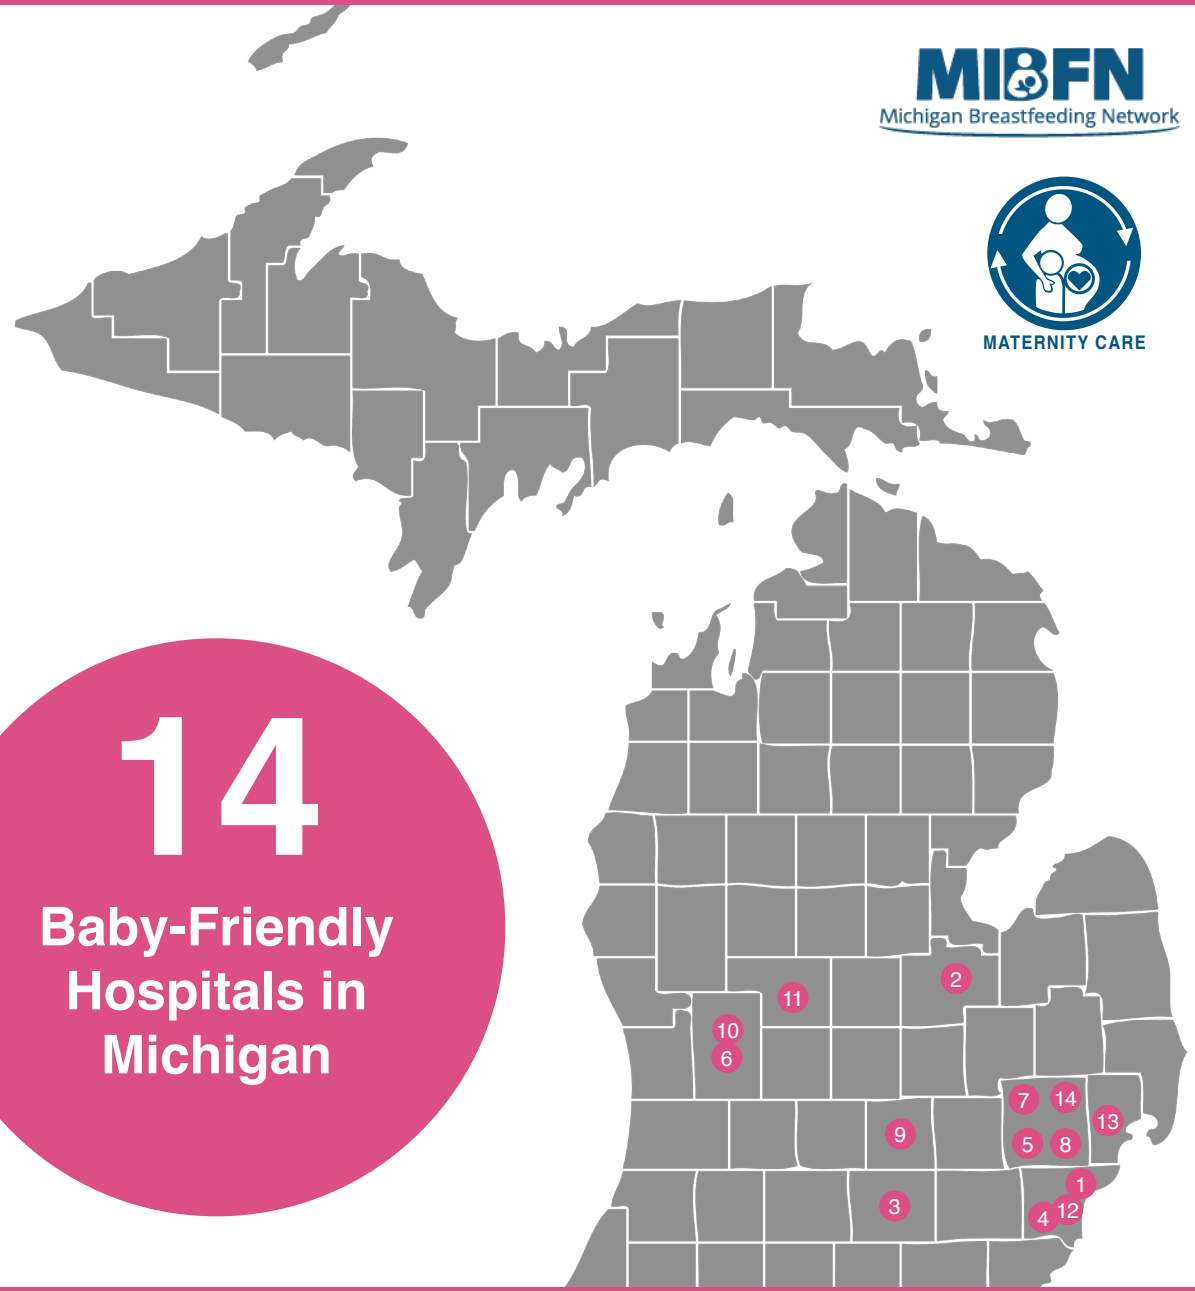 MIBFN
Michigan Breastfeeding Network
MATERNITY CARE
14
Baby-Friendly
Hospitals in
Michigan
2
11
10
6
7
14
13
9
5
8
1
3
4
12